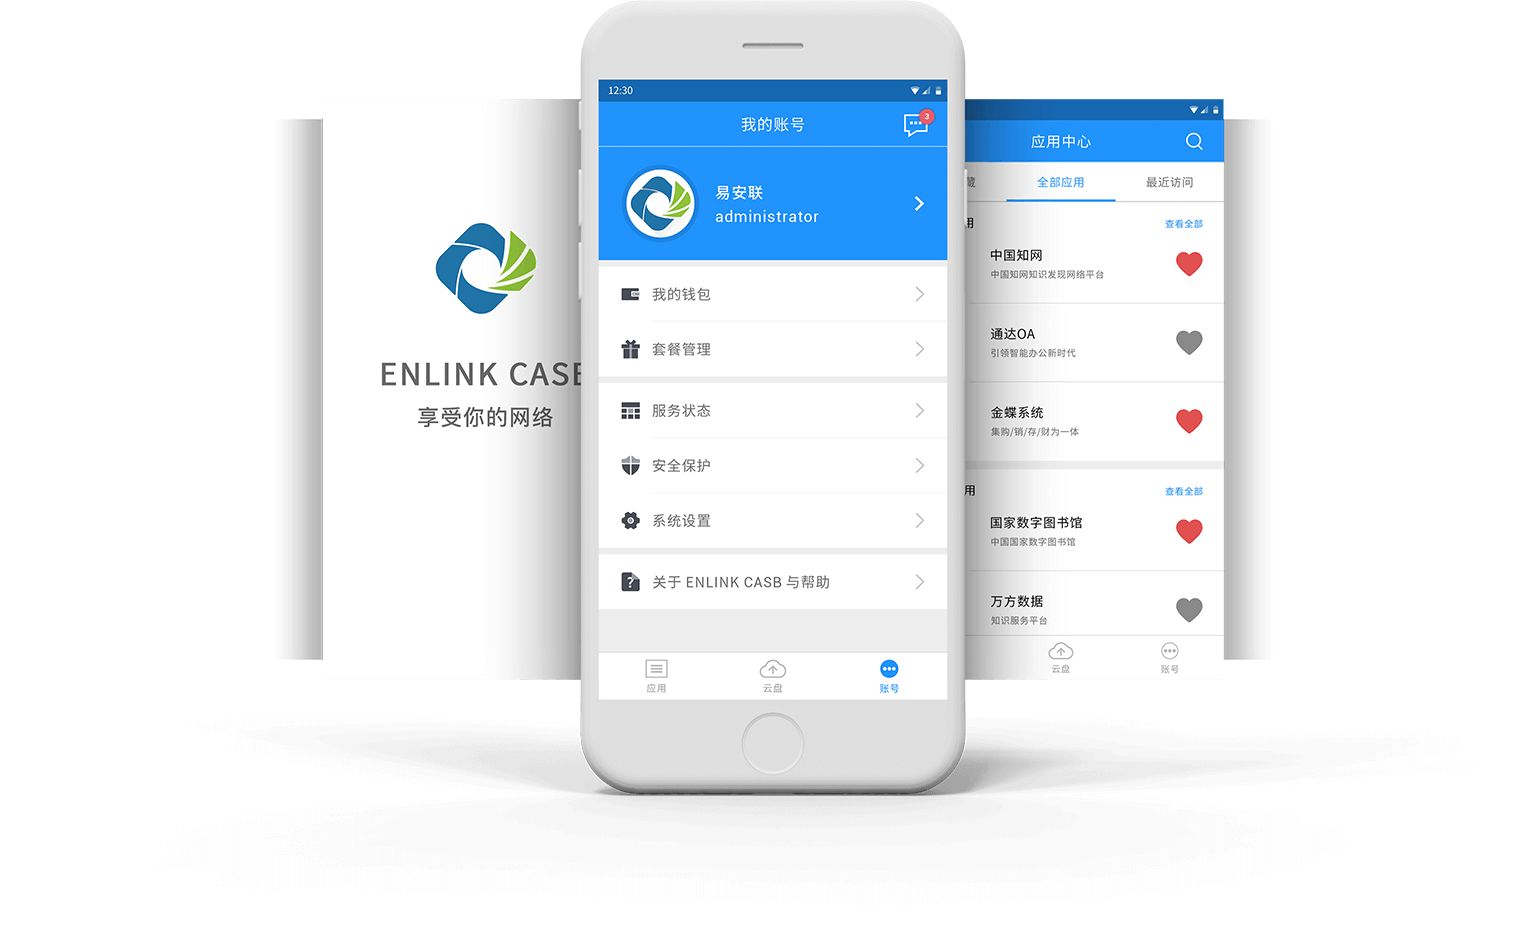 ENLINK CASB
享受你的网络
12:30
我的账号
3
易安联
administrator
我的钱包
套餐管理
服务状态
安全保护
系统设置
关于 ENLINK CASB 与帮助
应用
云盘
账号
应用中心
藏
全部应用
最近访问
用
查看全部
中国知网
中国知网知识发现网络平台
通达OA
引领智能办公新时代
金蝶系统
集购/销/存/财为一体
用
查看全部
国家数字图书馆
中国国家数字图书馆
万方数据
知识服务平台
云盘
账号